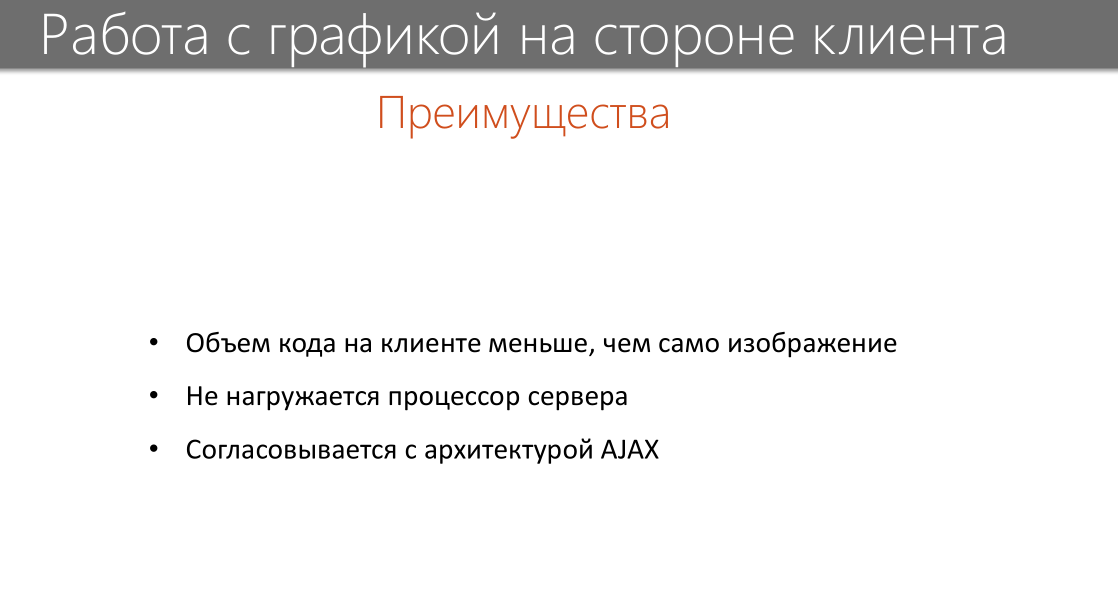 Работа с графикой на стороне клиента
Преимущества
• Объем кода на клиенте меньше, чем само изображение
• Не нагружается процессор сервера
• Согласовывается с архитектурой AJAX